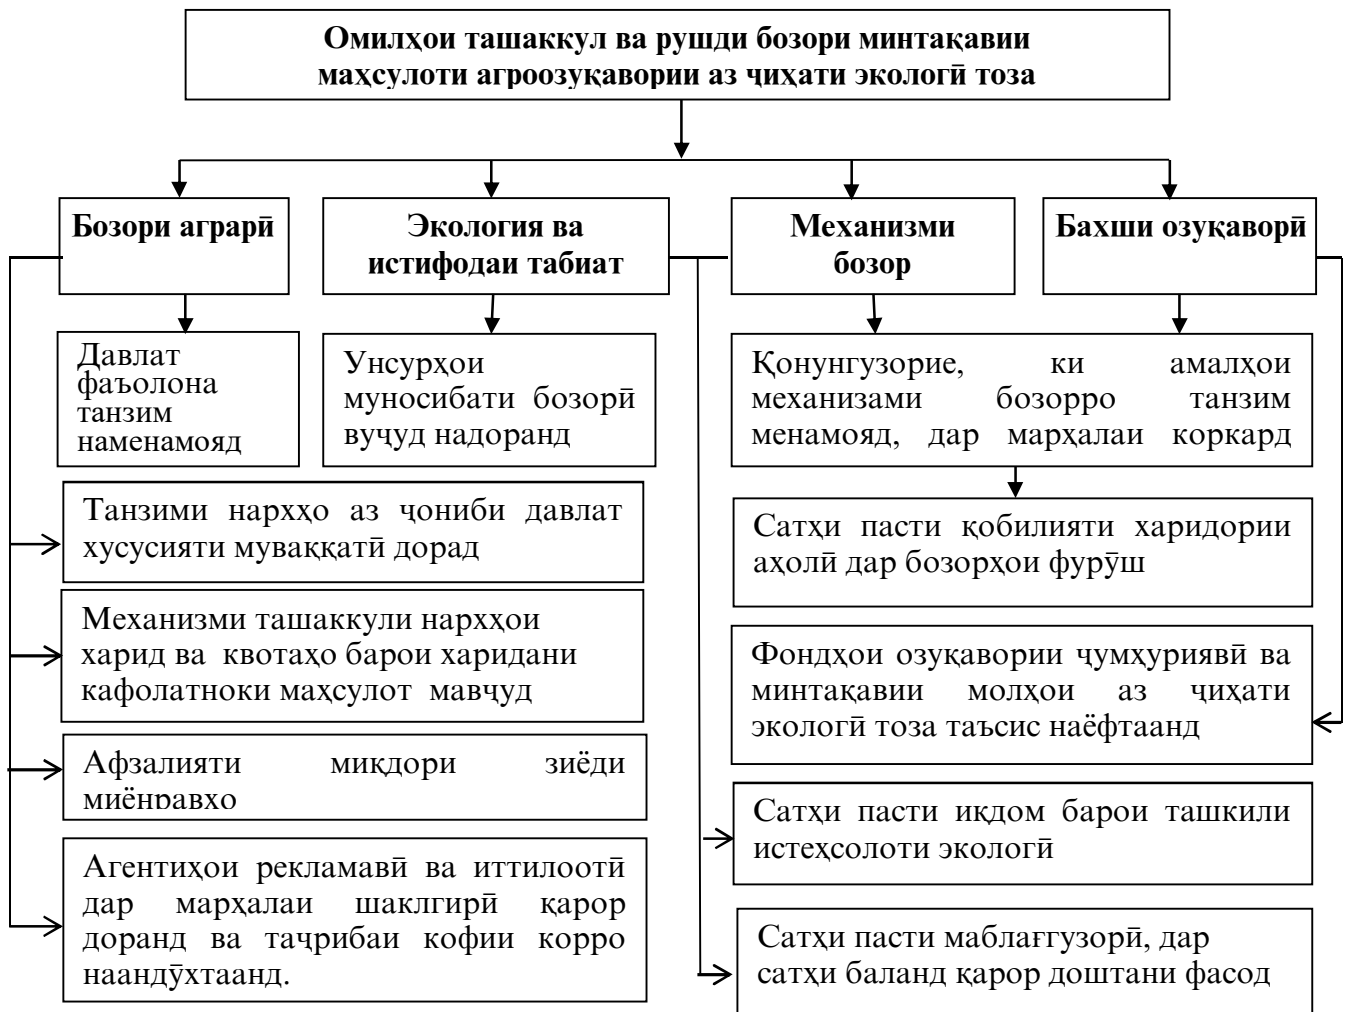 Омилҳои ташаккул ва рушди бозори минтақавии
маҳсулоти агроозуқавории аз ҷиҳати экологӣ тоза
Бозори аграрӣ
Экология ва
истифодаи табиат
Механизми
бозор
Бахши озуқаворӣ
Давлат
фаъолона
танзим
наменамояд
Унсурҳои
муносибати бозорӣ
вуҷуд надоранд
Қонунгузорие, ки амалҳои
механизами бозорро танзим
менамояд, дар марҳалаи коркард
Танзими нархҳо аз ҷониби давлат
хусусияти муваққатӣ дорад
Механизми ташаккули нархҳои
харид ва квотаҳо барои харидани
кафолатноки маҳсулот мавҷуд
Афзалияти миқдори зиёди
миёнравҳо
Агентиҳои рекламавӣ ва иттилоотӣ
дар марҳалаи шаклгирӣ қарор
доранд ва таҷрибаи кофии корро
наандӯхтаанд.
Сатҳи пасти қобилияти харидории
аҳолӣ дар бозорҳои фурӯш
Фондҳои озуқавории ҷумҳуриявӣ ва
минтақавии молҳои аз ҷиҳати
экологӣ тоза таъсис наёфтаанд
Сатҳи пасти иқдом барои ташкили
истеҳсолоти экологӣ
Сатҳи пасти маблағгузорӣ, дар
сатҳи баланд қарор доштани фасод